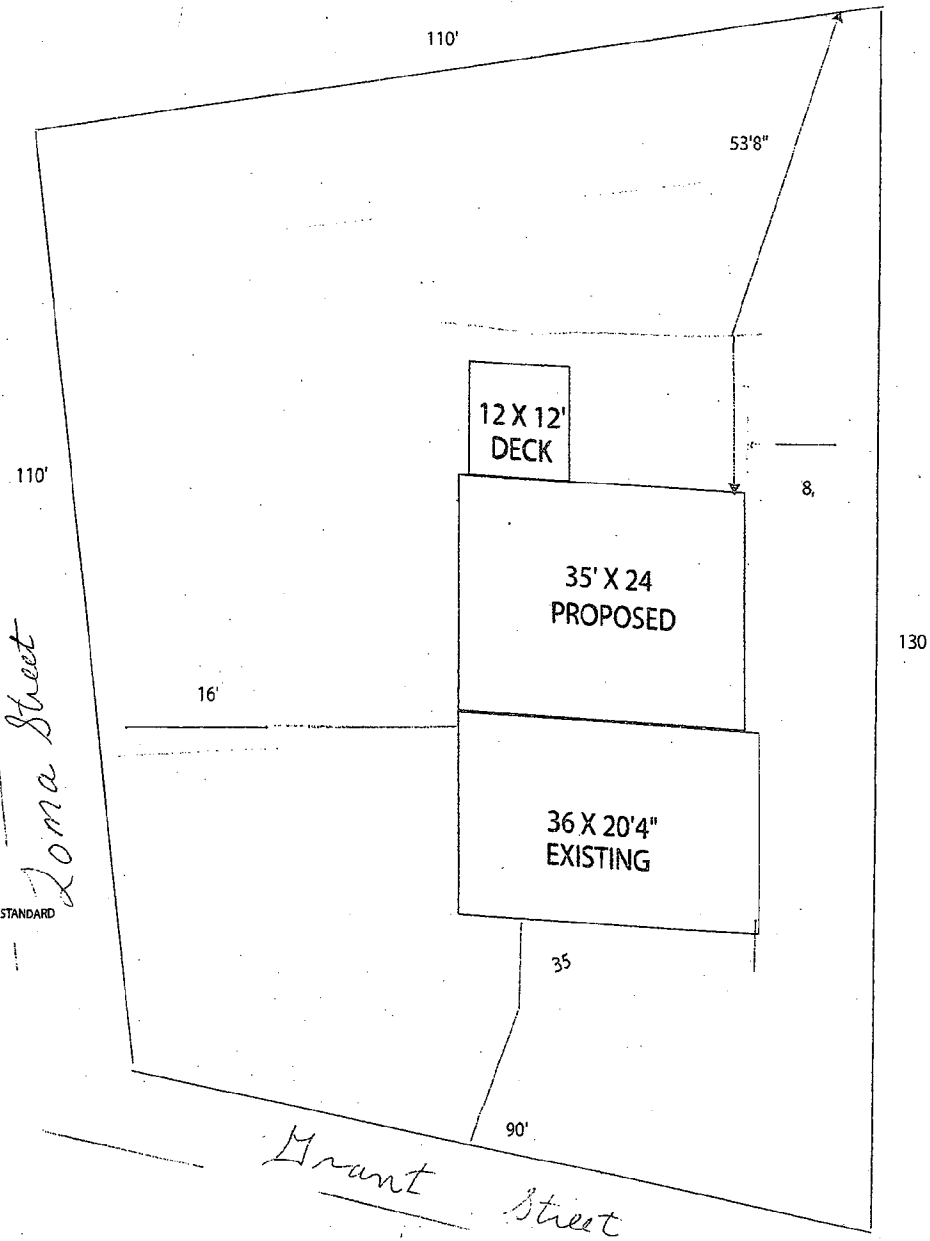 110'
53'8"
12 X 12'
DECK
110'
8,
35' X 24
PROPOSED
130
16'
Loma Street
36 X 20'4"
EXISTING
STANDARD
35
90'
Grant Street